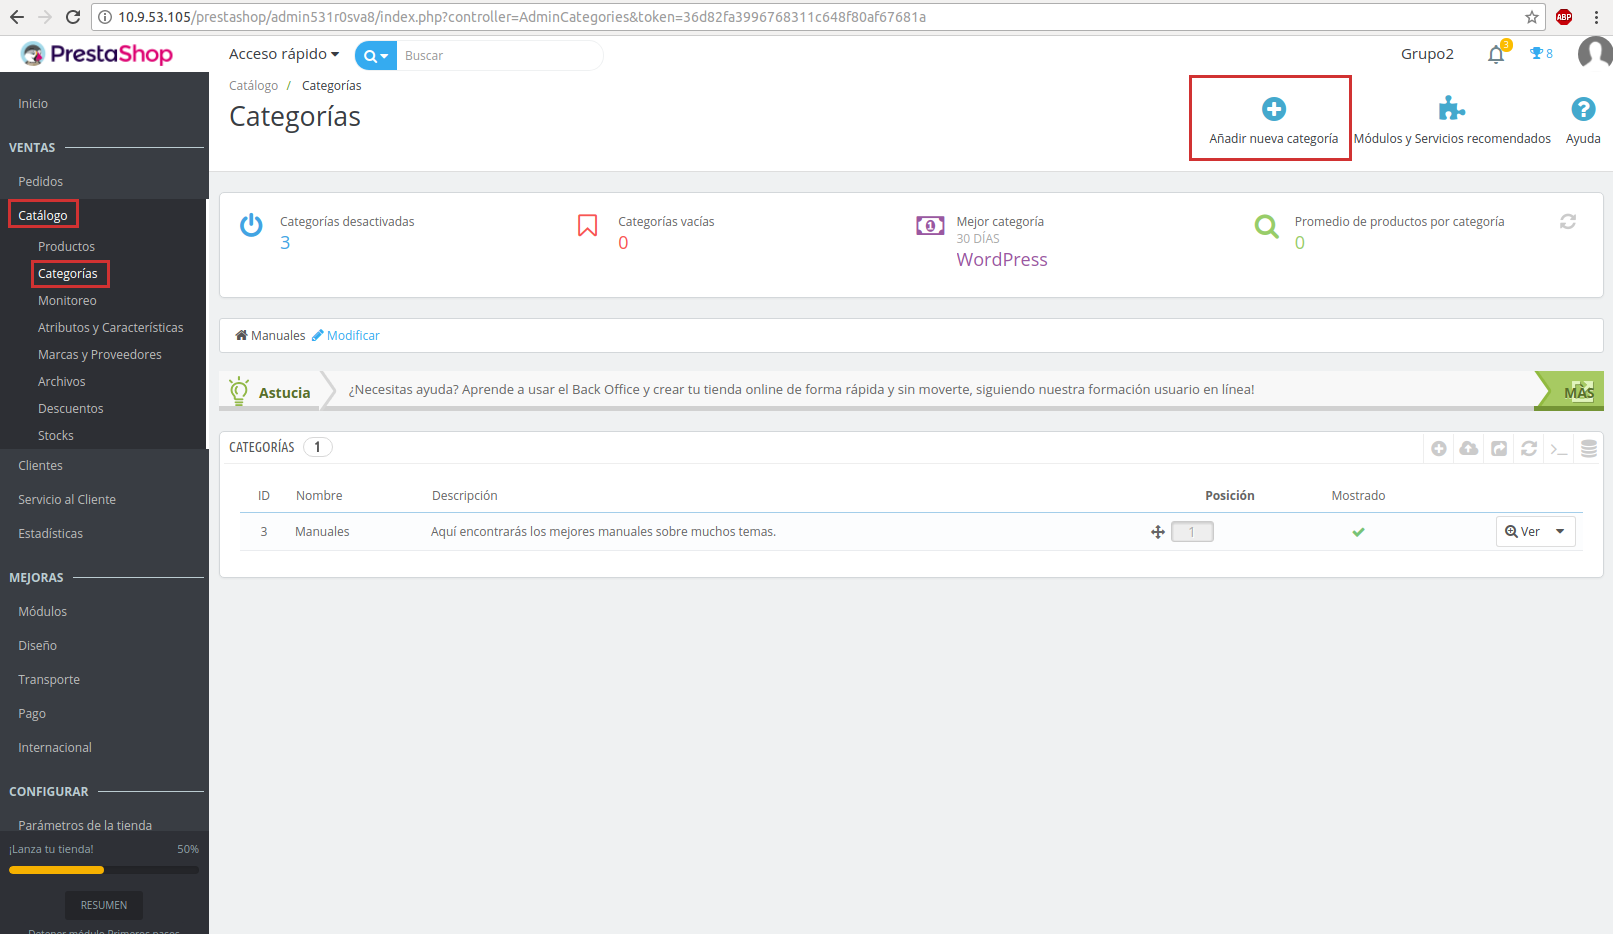 10.9.53.105/prestashop/admin531r0sva8/index.php?controller=AdminCategories&token=36d82fa3996768311c648f80af67681a
ABP
PrestaShop
Acceso rápido
Buscar
Grupo2
3
8
Catálogo / Categorías
Categorías
Añadir nueva categoría
Módulos y Servicios recomendados
Ayuda
Inicio
VENTAS
Pedidos
Catálogo
Productos
Categorías
Monitoreo
Atributos y Características
Marcas y Proveedores
Archivos
Descuentos
Stocks
Clientes
Servicio al Cliente
Estadísticas
MEJORAS
Módulos
Diseño
Transporte
Pago
Internacional
CONFIGURAR
Parámetros de la tienda
¡Lanza tu tienda! 50%
RESUMEN
Detener módulo Primeros pasos
Categorías desactivadas
3
Categorías vacías
0
Mejor categoría
30 DÍAS
WordPress
Promedio de productos por categoría
0
Manuales Modificar
Astucia
¿Necesitas ayuda? Aprende a usar el Back Office y crear tu tienda online de forma rápida y sin moverte, siguiendo nuestra formación usuario en línea!
MÁS
CATEGORÍAS 1
ID Nombre Descripción Posición Mostrado
3 Manuales Aquí encontrarás los mejores manuales sobre muchos temas. 1 Ver